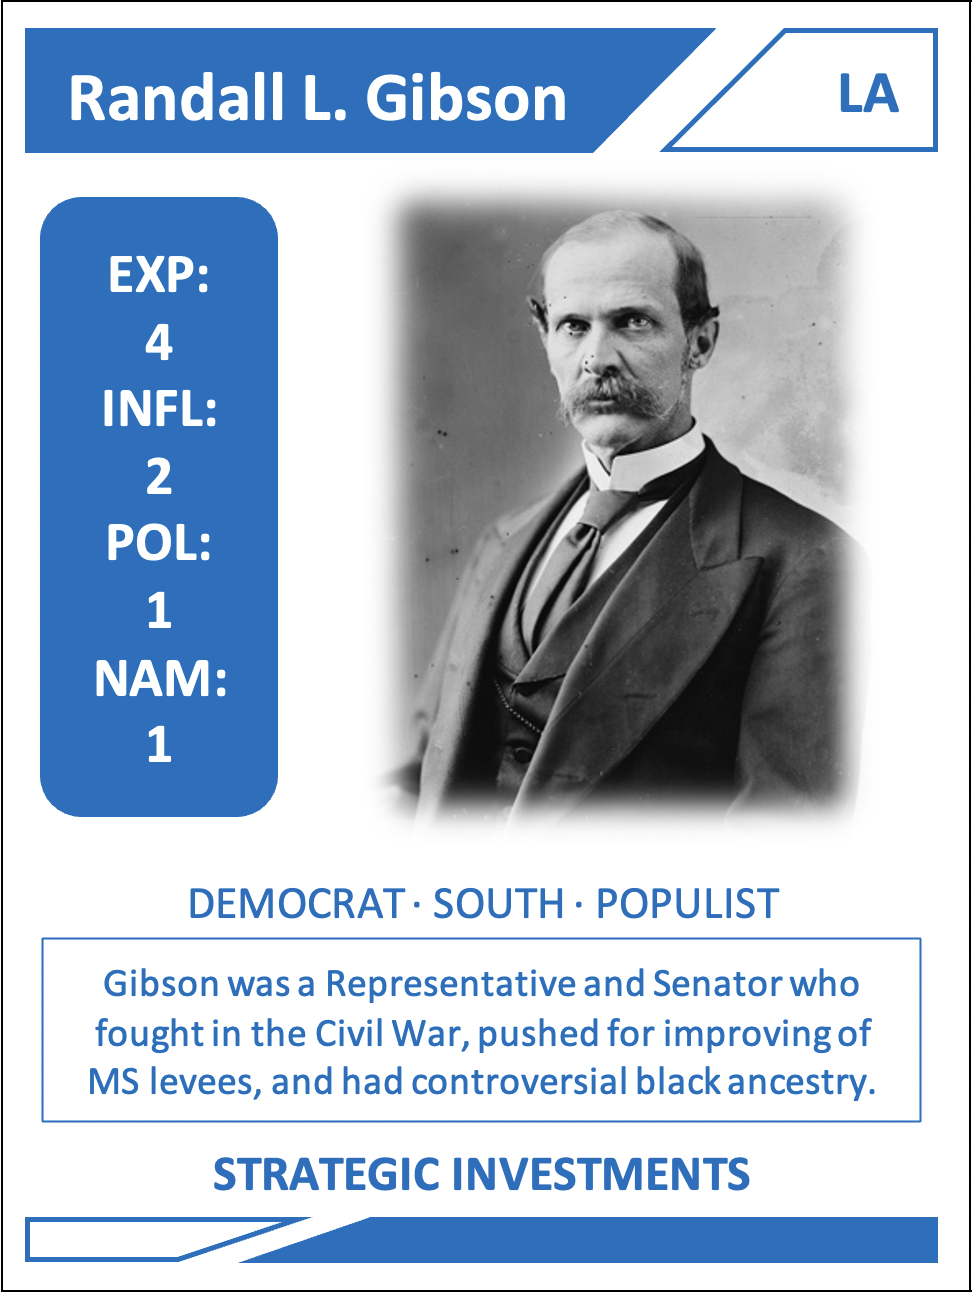 Randall L. Gibson
LA
EXP:
4
INFL:
2
POL:
1
NAM:
1
DEMOCRAT · SOUTH · POPULIST
Gibson was a Representative and Senator who
fought in the Civil War, pushed for improving of
MS levees, and had controversial black ancestry.
STRATEGIC INVESTMENTS